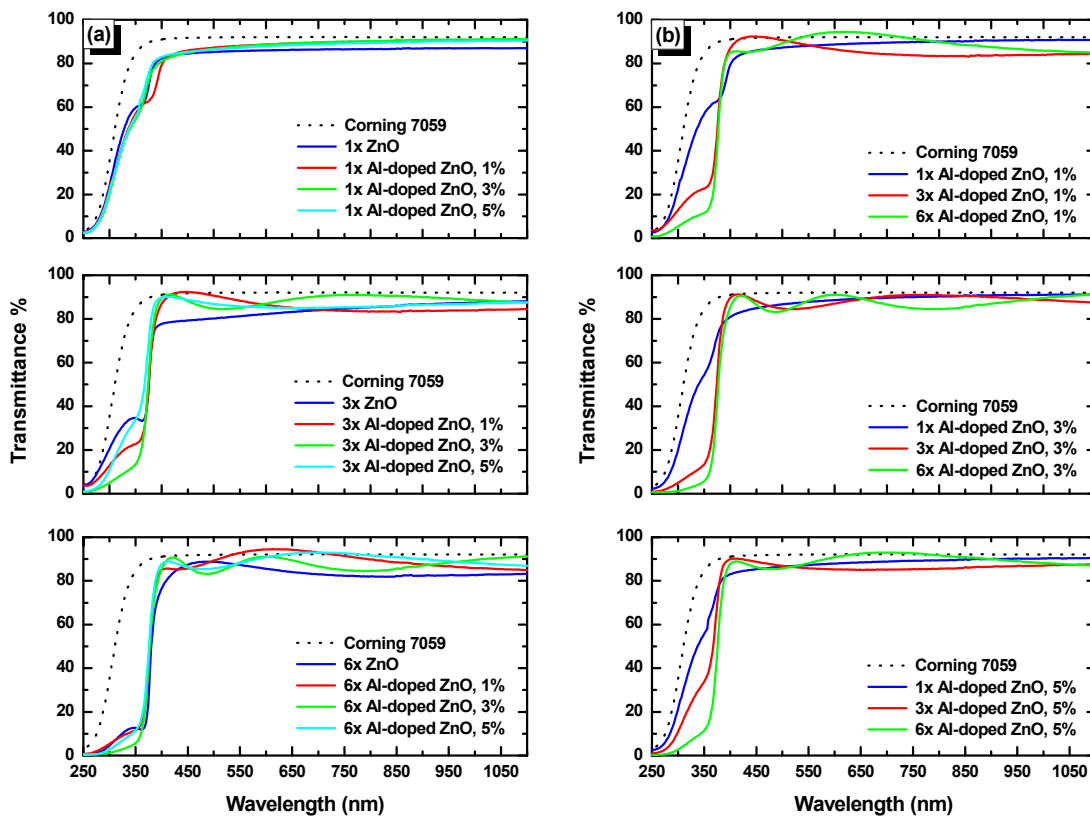 (a)
100
80
60
40
20
0
Corning 7059
1x ZnO
1x Al-doped ZnO, 1%
1x Al-doped ZnO, 3%
1x Al-doped ZnO, 5%
Transmittance %
100
80
60
40
20
0
Corning 7059
3x ZnO
3x Al-doped ZnO, 1%
3x Al-doped ZnO, 3%
3x Al-doped ZnO, 5%
100
80
60
40
20
0
Corning 7059
6x ZnO
6x Al-doped ZnO, 1%
6x Al-doped ZnO, 3%
6x Al-doped ZnO, 5%
250 350 450 550 650 750 850 950 1050
Wavelength (nm)
(b)
100
80
60
40
20
0
Corning 7059
1x Al-doped ZnO, 1%
3x Al-doped ZnO, 1%
6x Al-doped ZnO, 1%
Transmittance %
100
80
60
40
20
0
Corning 7059
1x Al-doped ZnO, 3%
3x Al-doped ZnO, 3%
6x Al-doped ZnO, 3%
100
80
60
40
20
0
Corning 7059
1x Al-doped ZnO, 5%
3x Al-doped ZnO, 5%
6x Al-doped ZnO, 5%
250 350 450 550 650 750 850 950 1050
Wavelength (nm)